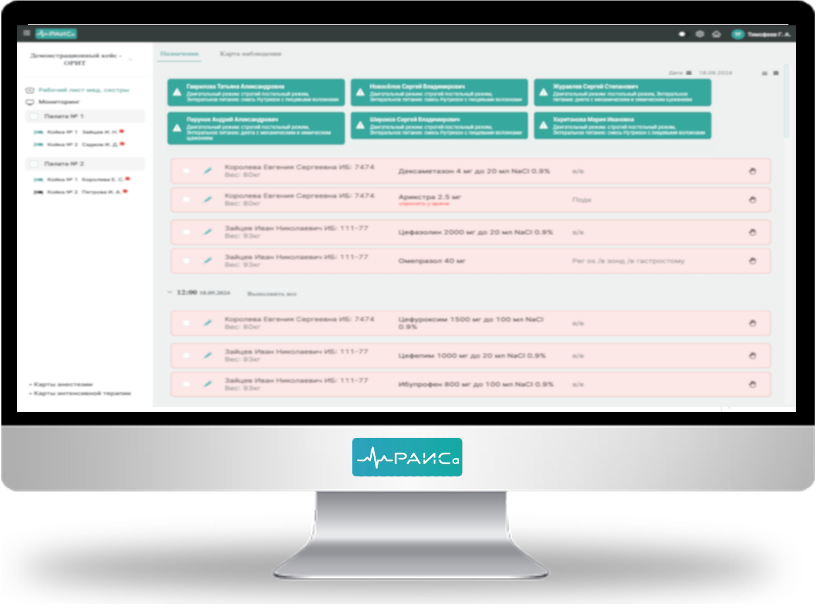 РАИСа
Тимофеев Г. А.
Демонстрационный кейс -
ОРИТ
Рабочий лист мед. сестры
Мониторинг
Палата № 1
Койка № 1 Зайцев И. Н.
Койка № 2 Садков И. Д.
Палата № 2
Койка № 1 Королева Е. С.
Койка № 2 Петрова И. А.
• Карты анестезии
• Карты интенсивной терапии
Назначения Карта наблюдения
Дата 18.09.2024
Гаврилова Татьяна Александровна
Двигательный режим: строгий постельный режим,
Энтеральное питание: смесь Нутризон с пищевыми волокнами
Новосёлов Сергей Владимирович
Двигательный режим: строгий постельный режим,
Энтеральное питание: смесь Нутризон с пищевыми волокнами
Журавлев Сергей Степанович
Двигательный режим: постельный режим, Энтеральное
питание: диета с механическим и химическим щажением
Перунов Андрей Александрович
Двигательный режим: строгий постельный режим,
Энтеральное питание: диета с механическим и химическим
щажением
Широков Сергей Владимирович
Двигательный режим: строгий постельный режим,
Энтеральное питание: смесь Нутризон с пищевыми волокнами
Харитонова Мария Ивановна
Двигательный режим: строгий постельный режим,
Энтеральное питание: смесь Нутризон с пищевыми волокнами
Королева Евгения Сергеевна ИБ: 7474
Вес: 80кг
Дексаметазон 4 мг до 20 мл NaCl 0.9% в/в
Королева Евгения Сергеевна ИБ: 7474
Вес: 80кг
Арикстра 2.5 мг
спросить у врача
Подк
Зайцев Иван Николаевич ИБ: 111-77
Вес: 93кг
Цефазолин 2000 мг до 20 мл NaCl 0.9% в/в
Зайцев Иван Николаевич ИБ: 111-77
Вес: 93кг
Омепразол 40 мг Per os /в зонд /в гастростому
12:00 18.09.2024 Выполнить все
Королева Евгения Сергеевна ИБ: 7474
Вес: 80кг
Цефуроксим 1500 мг до 100 мл NaCl
0.9%
в/в
Зайцев Иван Николаевич ИБ: 111-77
Вес: 93кг
Цефепим 1000 мг до 20 мл NaCl 0.9% в/в
Зайцев Иван Николаевич ИБ: 111-77
Вес: 93кг
Ибупрофен 800 мг до 100 мл NaCl 0.9% в/в
РАИСа